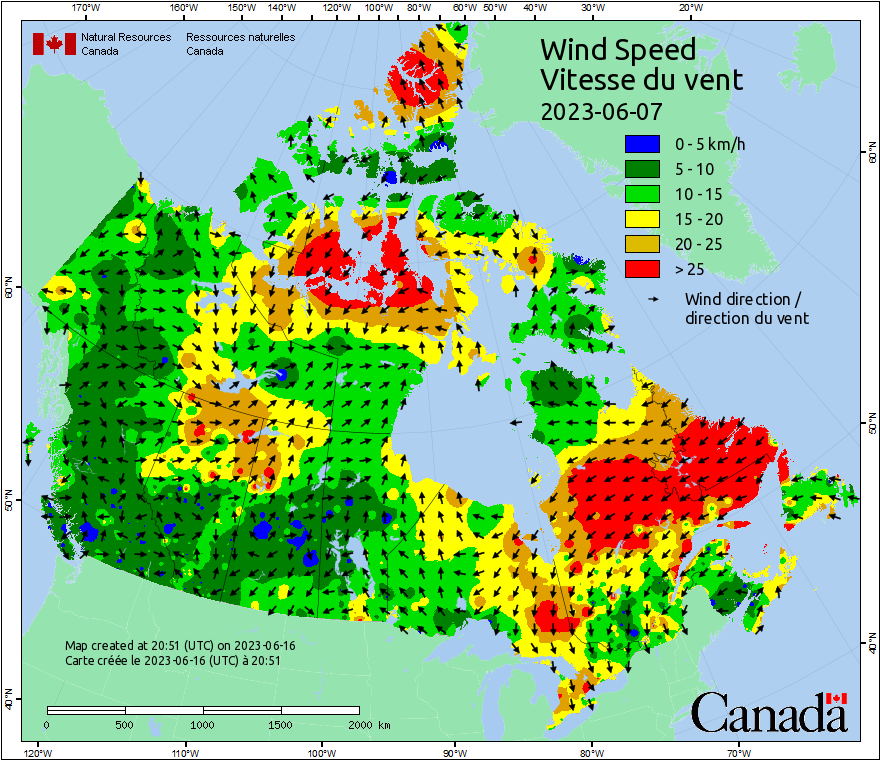 170°W 160°W 150°W 140°W 130°W 120°W 110°W 100°W 80°W 60°W 50°W 40°W 30°W 20°W
Natural Resources Ressources naturelles
Canada Canada
Wind Speed
Vitesse du vent
2023-06-07
0 - 5 km/h
5 - 10
10 - 15
15 - 20
20 - 25
> 25
Wind direction /
direction du vent
60°N
60°N
50°N
50°N
40°N
40°N
Map created at 20:51 (UTC) on 2023-06-16
Carte créée le 2023-06-16 (UTC) à 20:51
0 500 1000 1500 2000 km
Canada
120°W 110°W 100°W 90°W 80°W 70°W